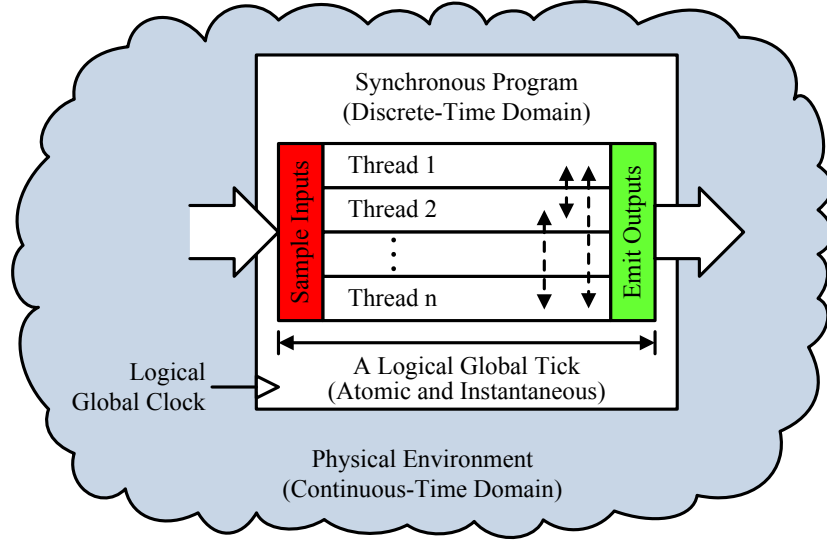 Synchronous Program
(Discrete-Time Domain)
Sample Inputs
Thread 1
Thread 2
⋮
Thread n
Emit Outputs
A Logical Global Tick
(Atomic and Instantaneous)
Logical
Global Clock
Physical Environment
(Continuous-Time Domain)